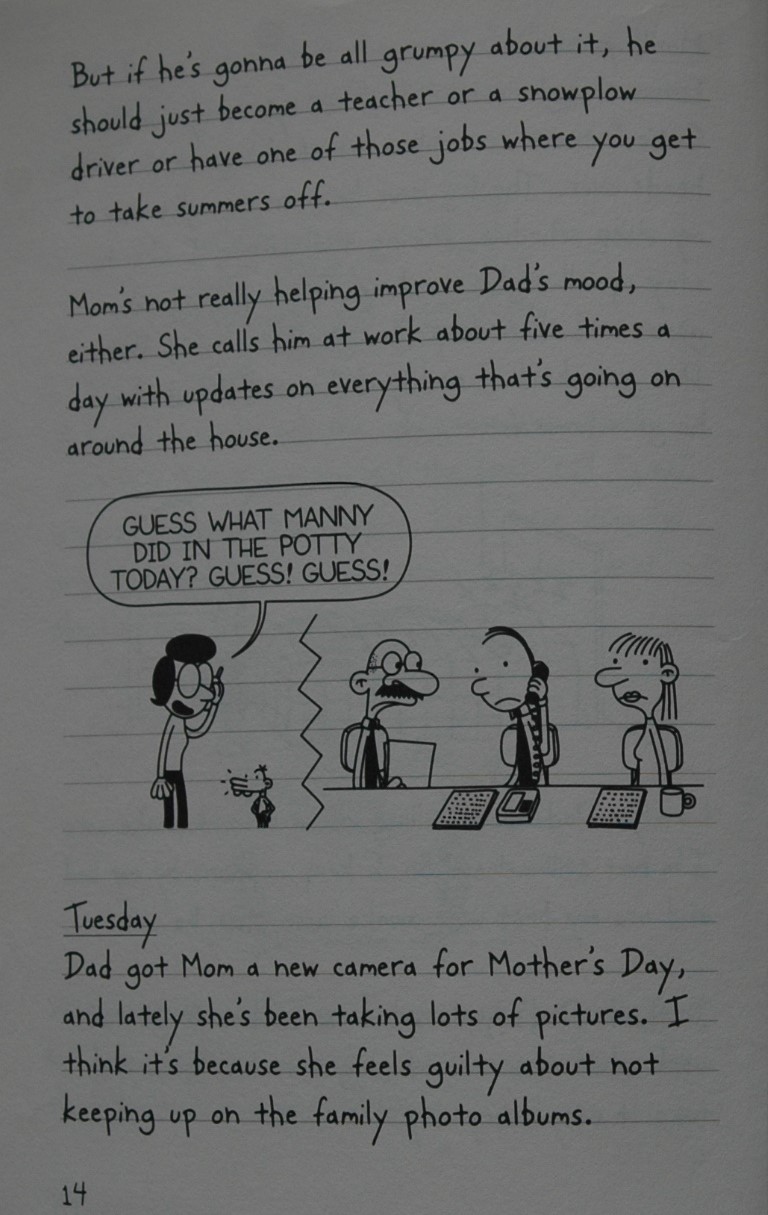 But if he's gonna be all grumpy about it, he
should just become a teacher or a snowplow
driver or have one of those jobs where you get
to take summers off.
Mom's not really helping improve Dad's mood,
either. She calls him at work about five times a
day with updates on everything that's going on
around the house.
GUESS WHAT MANNY
DID IN THE POTTY
TODAY? GUESS! GUESS!
Tuesday
Dad got Mom a new camera for Mother's Day,
and lately she's been taking lots of pictures. I
think it's because she feels guilty about not
keeping up on the family photo albums.
14